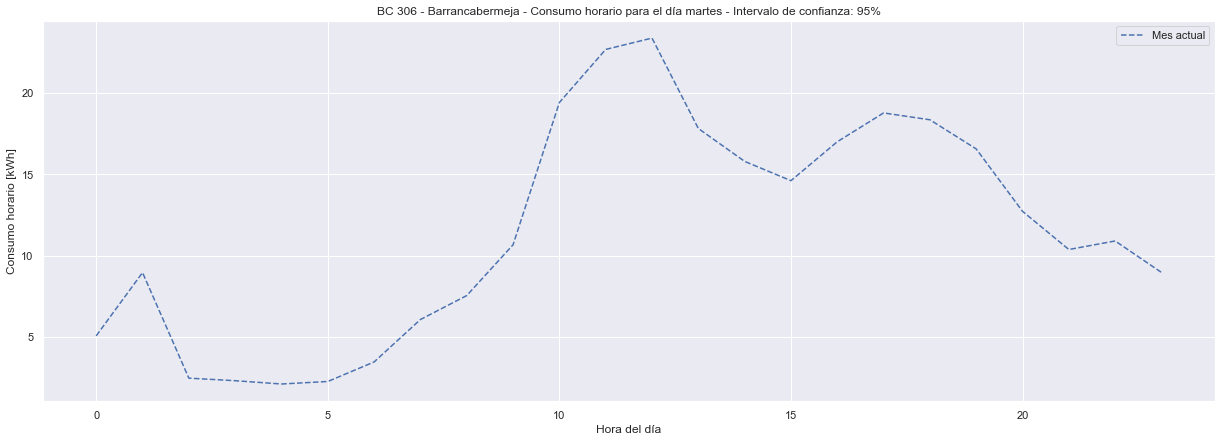 BC 306 - Barrancabermeja - Consumo horario para el día martes - Intervalo de confianza: 95%
Mes actual
Consumo horario [kWh]
20
15
10
5
0 5 10 15 20
Hora del día